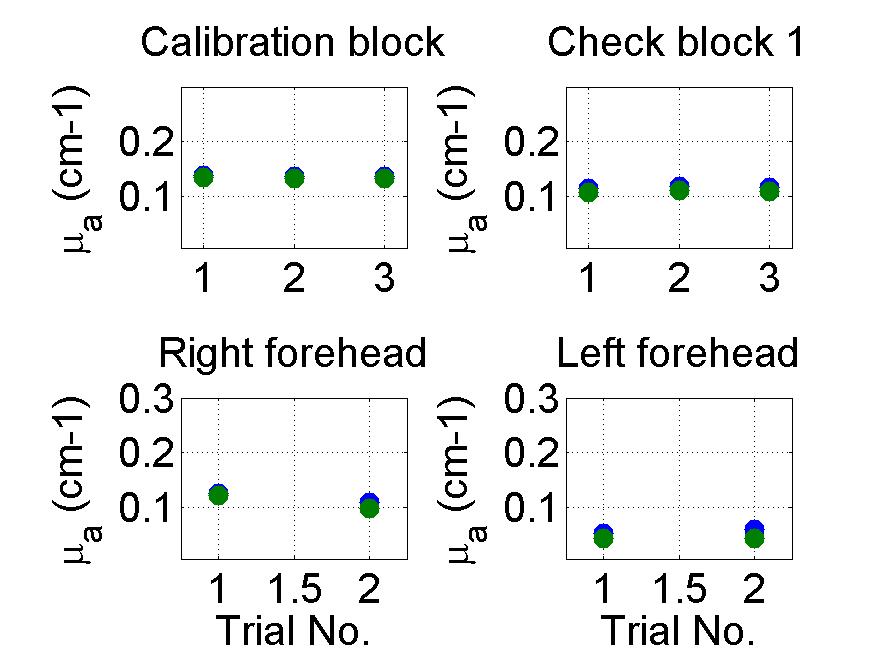 Calibration block
Check block 1
μa (cm-1)
0.2
0.1
1 2 3
μa (cm-1)
0.2
0.1
1 2 3
Right forehead
Left forehead
μa (cm-1)
0.3
0.2
0.1
1 1.5 2
Trial No.
μa (cm-1)
0.3
0.2
0.1
1 1.5 2
Trial No.